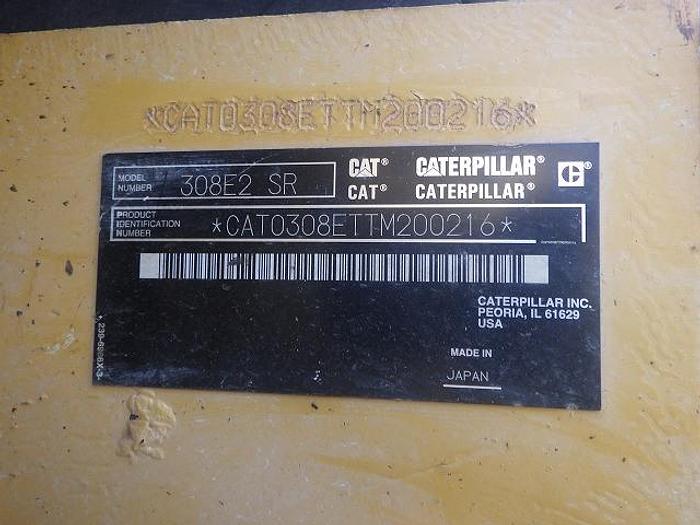 *CAT0308ETTM200216*
MODEL NUMBER 308E2 SR
CAT® CATERPILLAR® C
CAT® CATERPILLAR®
PRODUCT
IDENTIFICATION *CAT0308ETTM200216*
NUMBER
CATERPILLAR INC.
PEORIA, IL 61629
USA
MADE IN
JAPAN